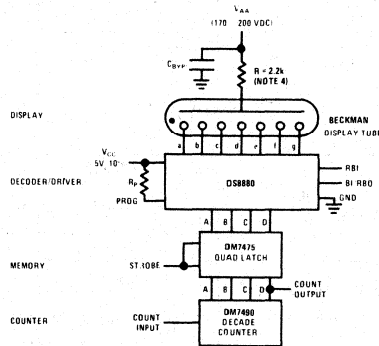 VAA
(170 200 VDC)
CBYP
R = 2.2k
(NOTE 4)
DISPLAY
BECKMAN
DISPLAY TUBE
a b c d e f g
VCC
5V, 10
DECODER/DRIVER
RP
PROG
DS8880
RBI
BI RBO
GND
A B C D
MEMORY
STROBE
DM7475
QUAD LATCH
A B C D
COUNT
OUTPUT
COUNTER
COUNT
INPUT
DM7490
DECADE
COUNTER